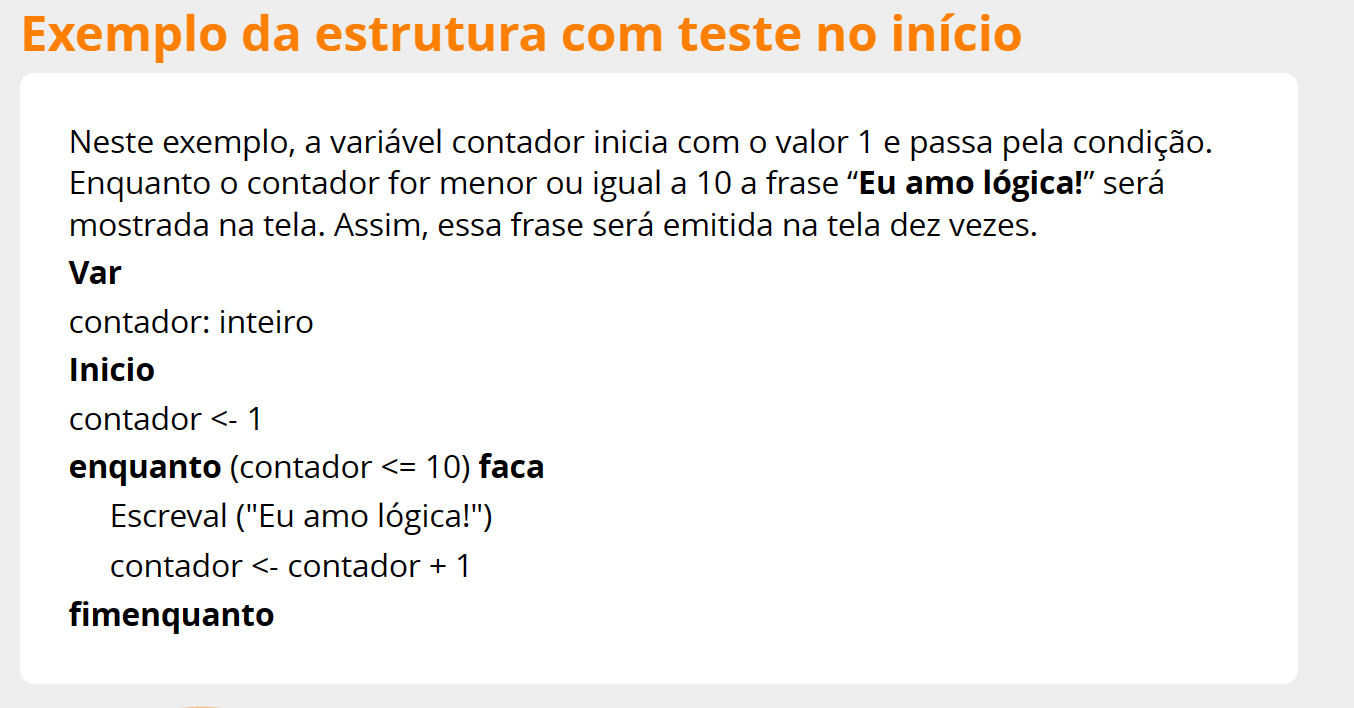 Exemplo da estrutura com teste no início
Neste exemplo, a variável contador inicia com o valor 1 e passa pela condição.
Enquanto o contador for menor ou igual a 10 a frase “Eu amo lógica!” será
mostrada na tela. Assim, essa frase será emitida na tela dez vezes.
Var
contador: inteiro
Inicio
contador <- 1
enquanto (contador <= 10) faca
Escreval ("Eu amo lógica!")
contador <- contador + 1
fimenquanto